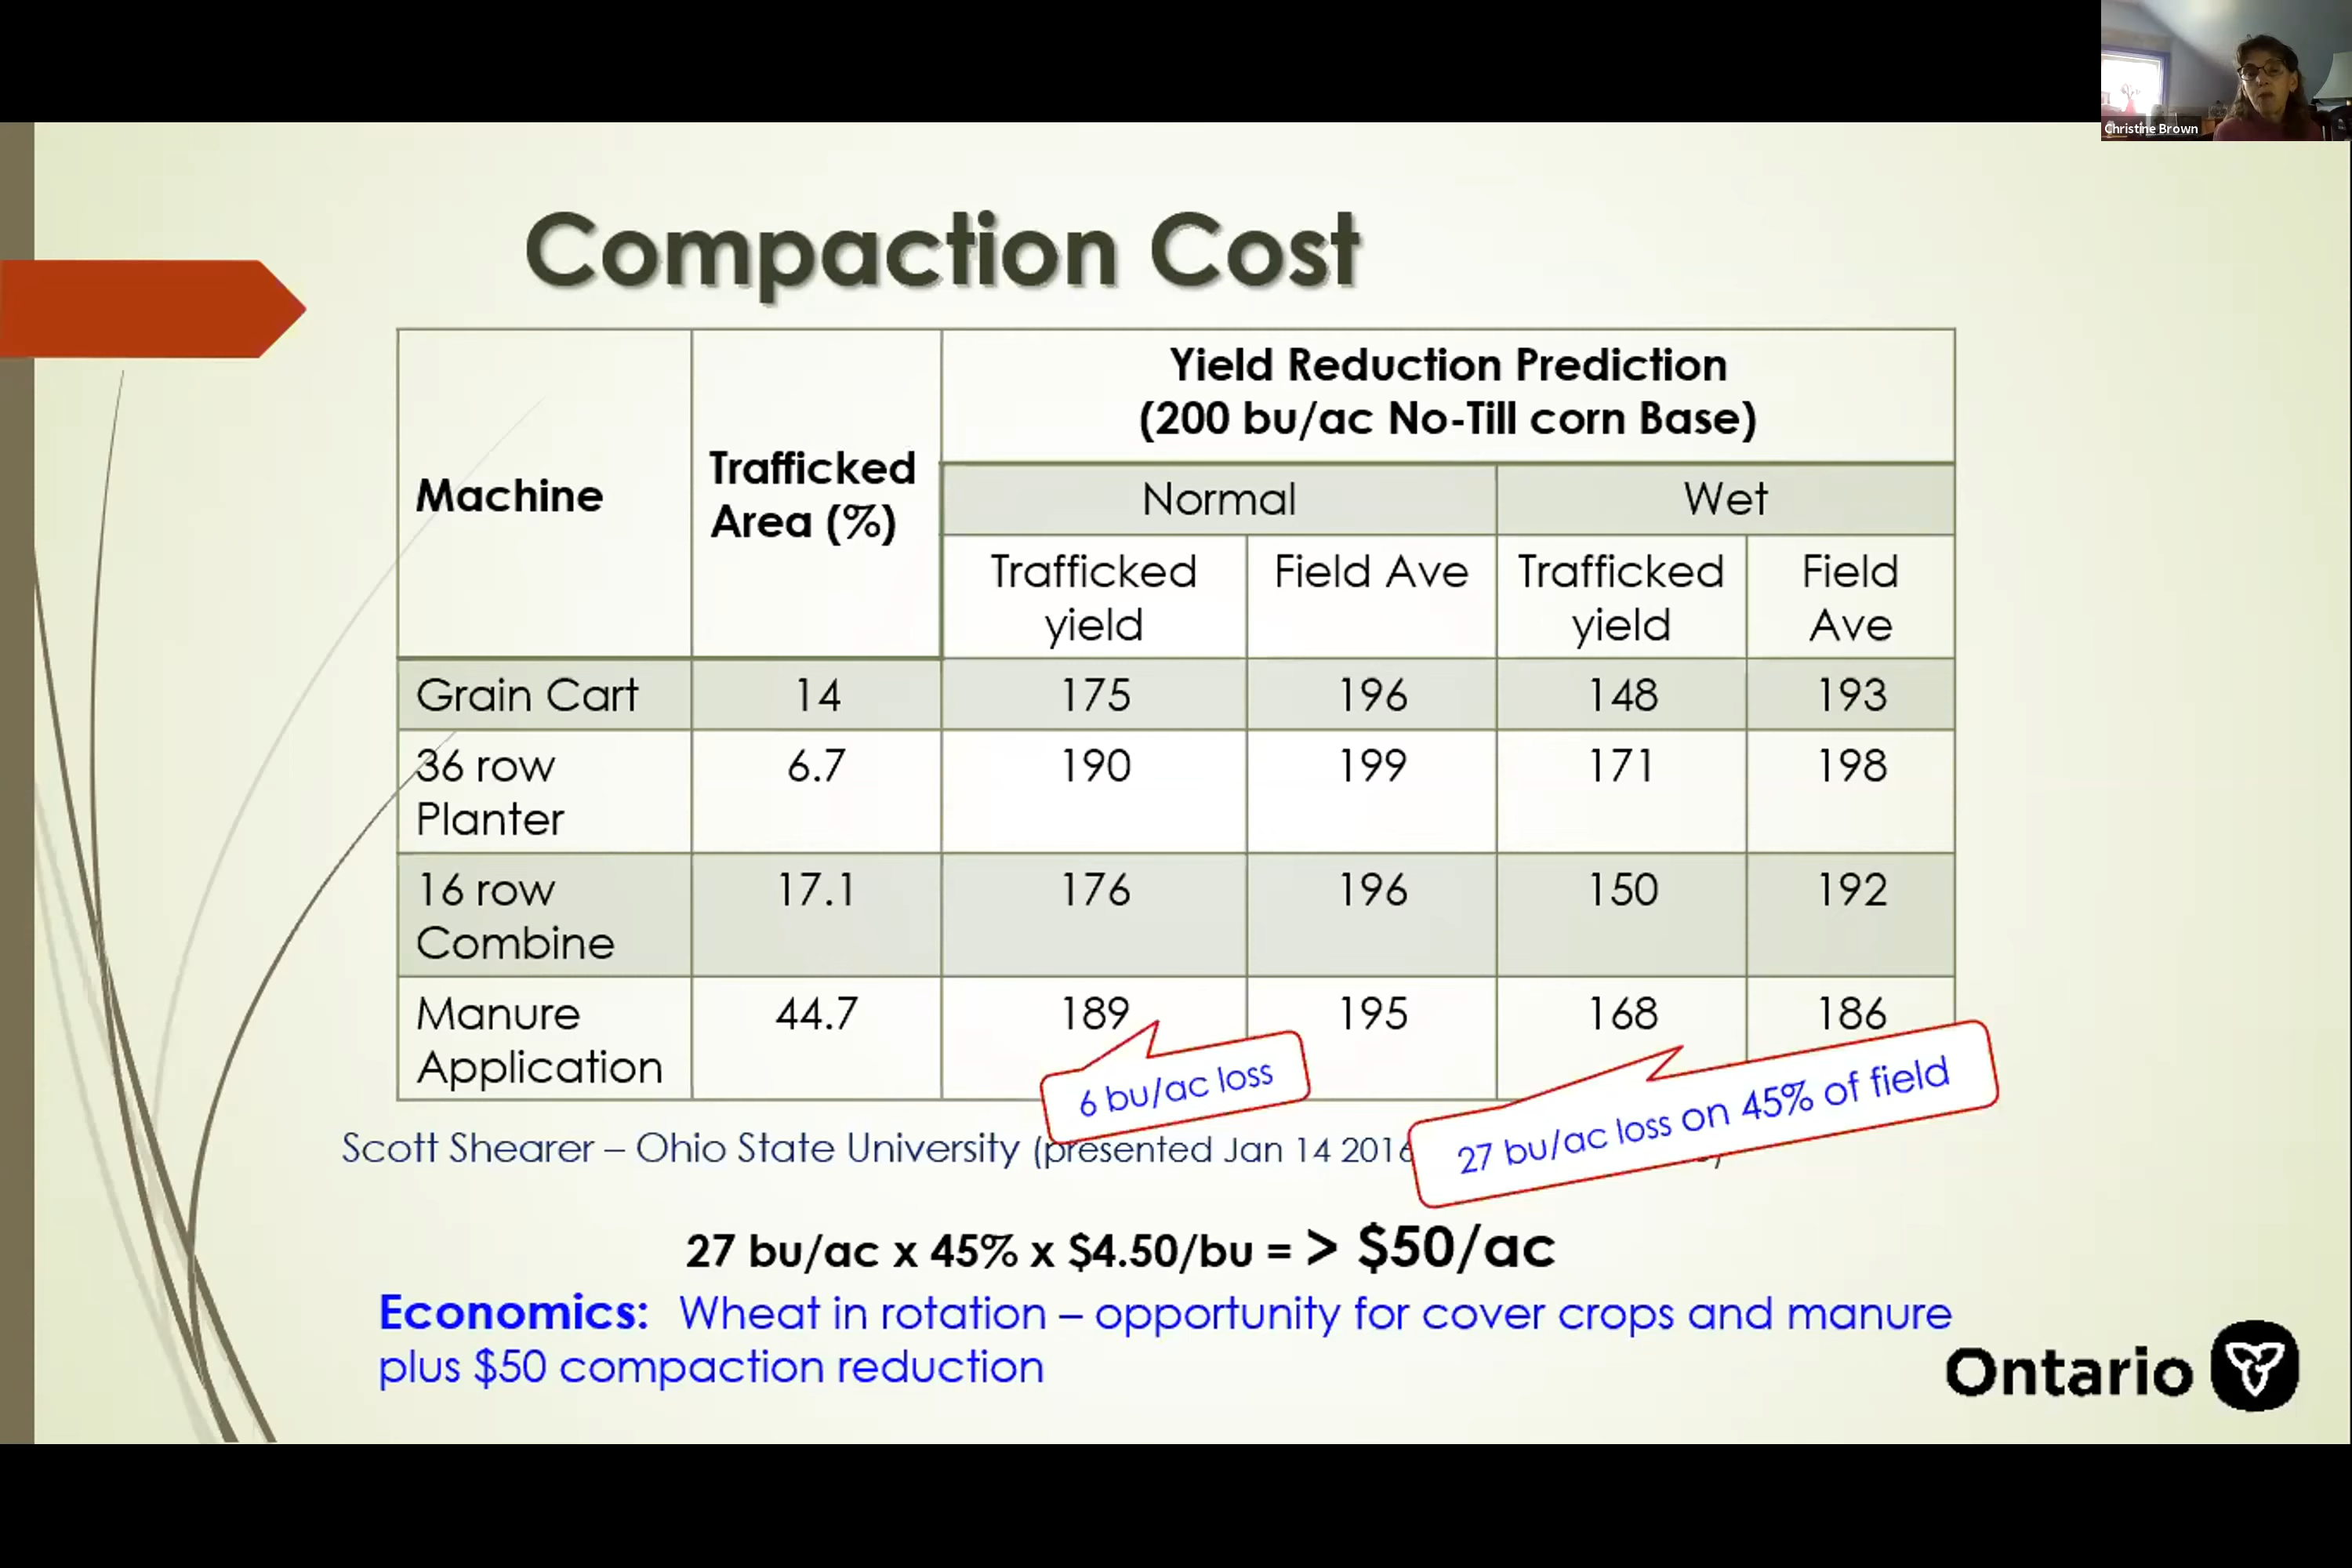 Christine Brown
Compaction Cost
Machine
Trafficked
Area (%)
Yield Reduction Prediction
(200 bu/ac No-Till corn Base)
Normal
Wet
Trafficked
yield
Field Ave
Trafficked
yield
Field
Ave
Grain Cart 14 175 196 148 193
36 row
Planter
6.7 190 199 171 198
16 row
Combine
17.1 176 196 150 192
Manure
Application
44.7 189 195 168 186
6 bu/ac loss
27 bu/ac loss on 45% of field
Scott Shearer – Ohio State University (presented Jan 14 2016
27 bu/ac x 45% x $4.50/bu = > $50/ac
Economics: Wheat in rotation – opportunity for cover crops and manure
plus $50 compaction reduction
Ontario